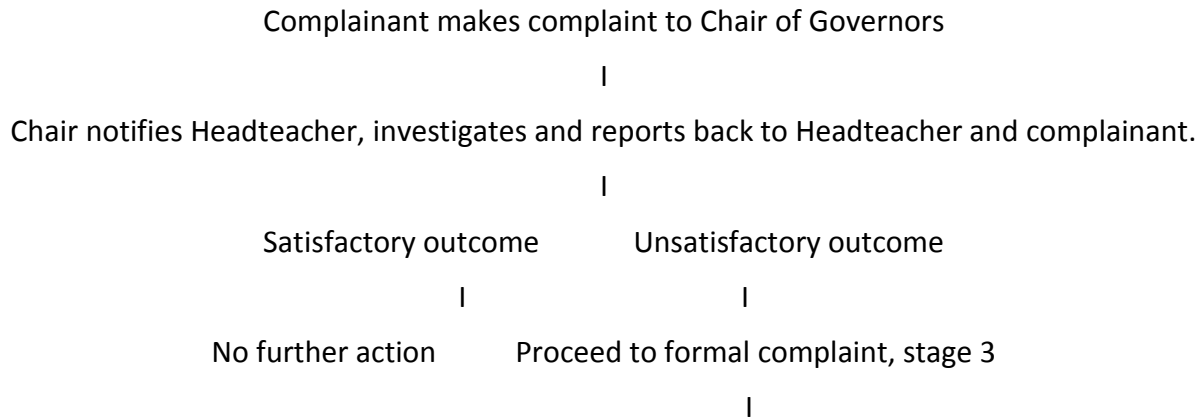 Complainant makes complaint to Chair of Governors
I
Chair notifies Headteacher, investigates and reports back to Headteacher and complainant.
I
Satisfactory outcome Unsatisfactory outcome
I I
No further action Proceed to formal complaint, stage 3
I